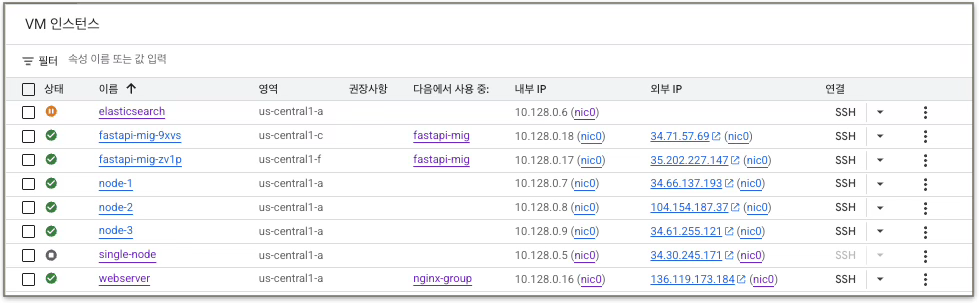 VM 인스턴스
필터 속성 이름 또는 값 입력
상태 이름 영역 권장사항 다음에서 사용 중: 내부 IP 외부 IP 연결
elasticsearch us-central1-a 10.128.0.6 (nic0) SSH
fastapi-mig-9xvs us-central1-c fastapi-mig 10.128.0.18 (nic0) 34.71.57.69 (nic0) SSH
fastapi-mig-zv1p us-central1-f fastapi-mig 10.128.0.17 (nic0) 35.202.227.147 (nic0) SSH
node-1 us-central1-a 10.128.0.7 (nic0) 34.66.137.193 (nic0) SSH
node-2 us-central1-a 10.128.0.8 (nic0) 104.154.187.37 (nic0) SSH
node-3 us-central1-a 10.128.0.9 (nic0) 34.61.255.121 (nic0) SSH
single-node us-central1-a 10.128.0.5 (nic0) 34.30.245.171 (nic0) SSH
webserver us-central1-a nginx-group 10.128.0.16 (nic0) 136.119.173.184 (nic0) SSH